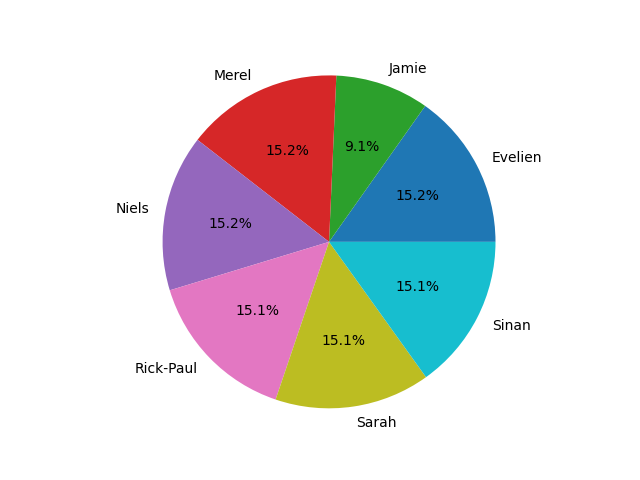 Jamie
Merel
9.1%
15.2%
Evelien
15.2%
Niels
15.2%
15.1%
15.1%
Sinan
15.1%
Rick-Paul
Sarah